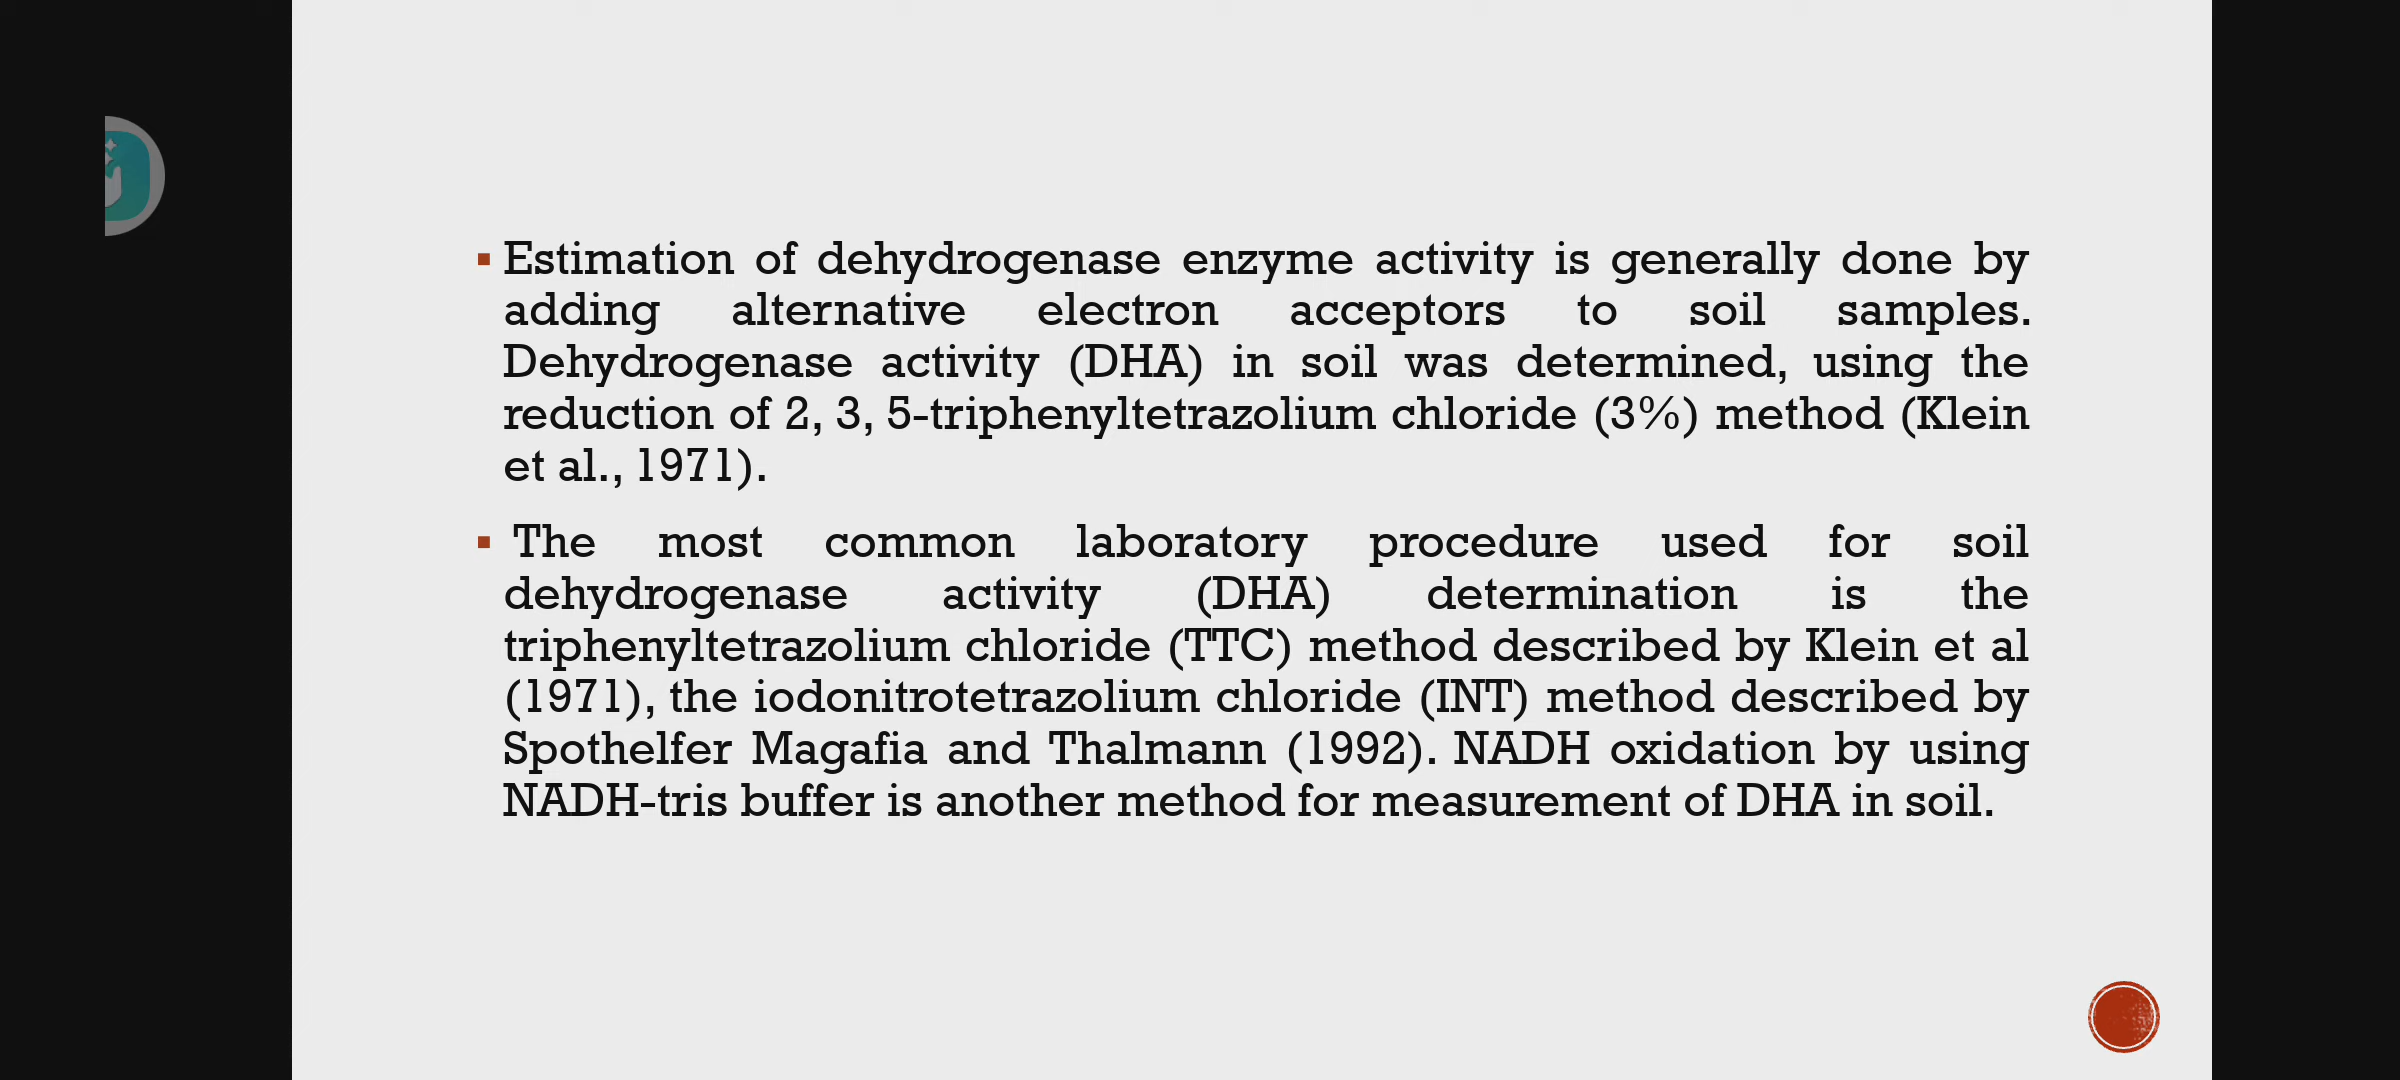 Estimation of dehydrogenase enzyme activity is generally done by
adding alternative electron acceptors to soil samples.
Dehydrogenase activity (DHA) in soil was determined, using the
reduction of 2, 3, 5-triphenyltetrazolium chloride (3%) method (Klein
et al., 1971).
The most common laboratory procedure used for soil
dehydrogenase activity (DHA) determination is the
triphenyltetrazolium chloride (TTC) method described by Klein et al
(1971), the iodonitrotetrazolium chloride (INT) method described by
Spothelfer Magafia and Thalmann (1992). NADH oxidation by using
NADH-tris buffer is another method for measurement of DHA in soil.